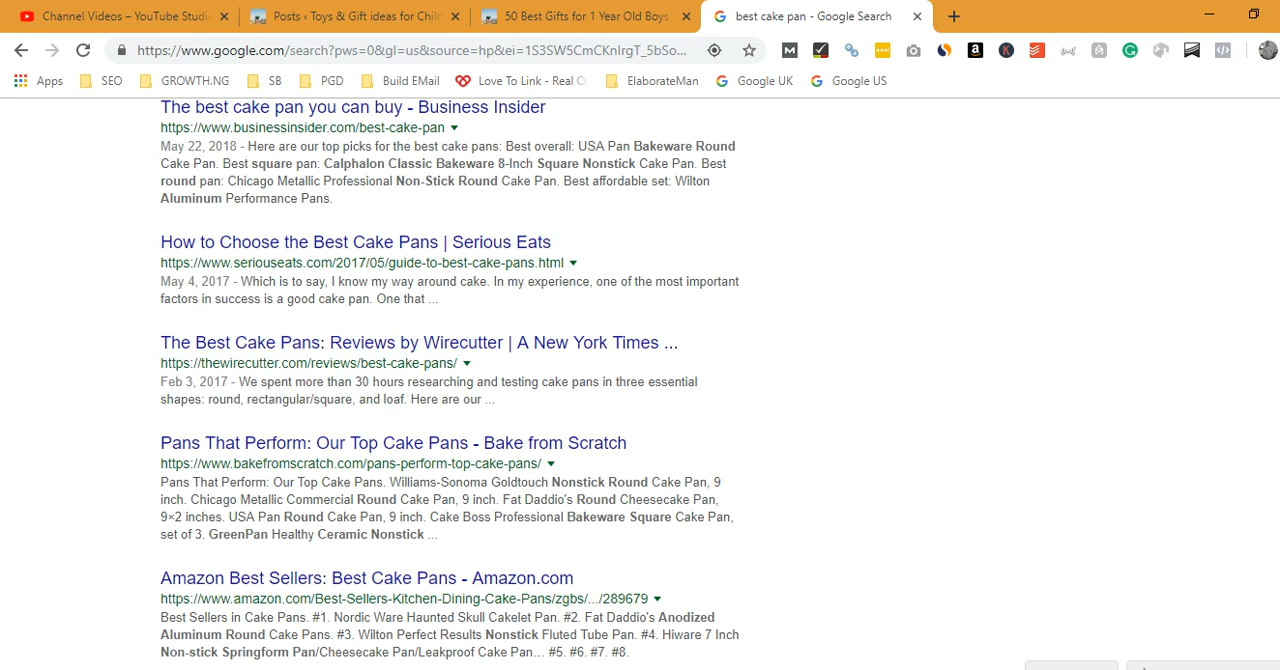 Channel Videos – YouTube Studi
Posts ‹ Toys & Gift ideas for Chil
50 Best Gifts for 1 Year Old Boys
best cake pan - Google Search
https://www.google.com/search?pws=0&gl=us&source=hp&ei=1S3SW5CmCKnIrgT_5bSo...
Apps
SEO
GROWTH.NG
SB
PGD
Build EMail
Love To Link - Real O
ElaborateMan
Google UK
Google US
The best cake pan you can buy - Business Insider
https://www.businessinsider.com/best-cake-pan
May 22, 2018 - Here are our top picks for the best cake pans: Best overall: USA Pan Bakeware Round
Cake Pan. Best square pan: Calphalon Classic Bakeware 8-Inch Square Nonstick Cake Pan. Best
round pan: Chicago Metallic Professional Non-Stick Round Cake Pan. Best affordable set: Wilton
Aluminum Performance Pans.
How to Choose the Best Cake Pans | Serious Eats
https://www.seriouseats.com/2017/05/guide-to-best-cake-pans.html
May 4, 2017 - Which is to say, I know my way around cake. In my experience, one of the most important
factors in success is a good cake pan. One that ...
The Best Cake Pans: Reviews by Wirecutter | A New York Times ...
https://thewirecutter.com/reviews/best-cake-pans/
Feb 3, 2017 - We spent more than 30 hours researching and testing cake pans in three essential
shapes: round, rectangular/square, and loaf. Here are our ...
Pans That Perform: Our Top Cake Pans - Bake from Scratch
https://www.bakefromscratch.com/pans-perform-top-cake-pans/
Pans That Perform: Our Top Cake Pans. Williams-Sonoma Goldtouch Nonstick Round Cake Pan, 9
inch. Chicago Metallic Commercial Round Cake Pan, 9 inch. Fat Daddio's Round Cheesecake Pan,
9×2 inches. USA Pan Round Cake Pan, 9 inch. Cake Boss Professional Bakeware Square Cake Pan,
set of 3. GreenPan Healthy Ceramic Nonstick ...
Amazon Best Sellers: Best Cake Pans - Amazon.com
https://www.amazon.com/Best-Sellers-Kitchen-Dining-Cake-Pans/zgbs/.../289679
Best Sellers in Cake Pans. #1. Nordic Ware Haunted Skull Cakelet Pan. #2. Fat Daddio's Anodized
Aluminum Round Cake Pans. #3. Wilton Perfect Results Nonstick Fluted Tube Pan. #4. Hiware 7 Inch
Non-stick Springform Pan/Cheesecake Pan/Leakproof Cake Pan... #5. #6. #7. #8.